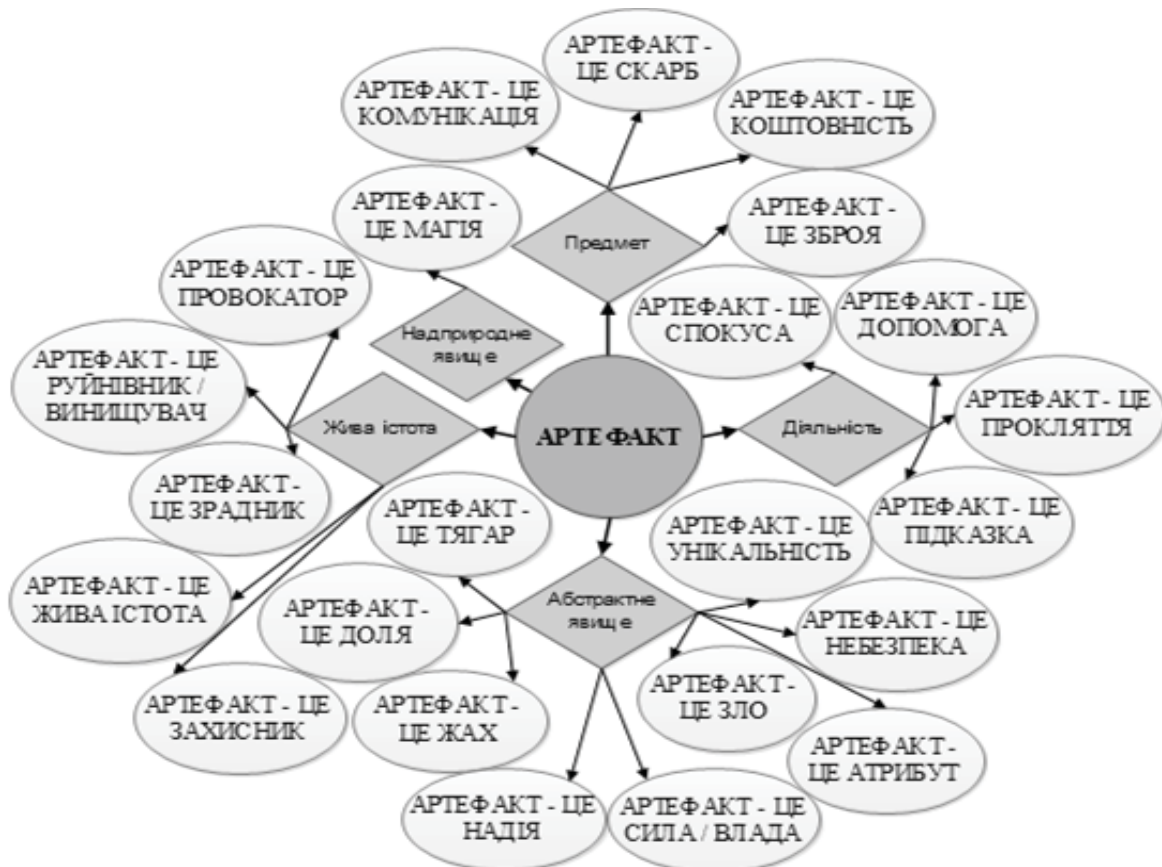 АРТЕФАКТ -
ЦЕ СКАРБ
АРТЕФАКТ - ЦЕ
КОМУНІКАЦІЯ
АРТЕФАКТ - ЦЕ
КОШТОВНІСТЬ
АРТЕФАКТ -
ЦЕ МАГІЯ
Предмет
АРТЕФАКТ -
ЦЕ ЗБРОЯ
АРТЕФАКТ - ЦЕ
ПРОВОКАТОР
АРТЕФАКТ - ЦЕ
СПОКУСА
АРТЕФАКТ - ЦЕ
ДОПОМОГА
Надприродне
явище
АРТЕФАКТ - ЦЕ
РУЙНІВНИК /
ВИНИЩУВАЧ
Жива істота
АРТЕФАКТ
Діяльність
АРТЕФАКТ - ЦЕ
ПРОКЛЯТТЯ
АРТЕФАКТ -
ЦЕ ЗРАДНИК
АРТЕФАКТ -
ЦЕ ТЯГАР
АРТЕФАКТ - ЦЕ
УНІКАЛЬНІСТЬ
АРТЕФАКТ - ЦЕ
ПІДКАЗКА
АРТЕФАКТ - ЦЕ
ЖИВА ІСТОТА
АРТЕФАКТ -
ЦЕ ДОЛЯ
Абстрактне
явище
АРТЕФАКТ - ЦЕ
НЕБЕЗПЕКА
АРТЕФАКТ - ЦЕ
ЗАХИСНИК
АРТЕФАКТ -
ЦЕ ЖАХ
АРТЕФАКТ -
ЦЕ ЗЛО
АРТЕФАКТ -
ЦЕ АТРИБУТ
АРТЕФАКТ - ЦЕ
НАДІЯ
АРТЕФАКТ - ЦЕ
СИЛА / ВЛАДА